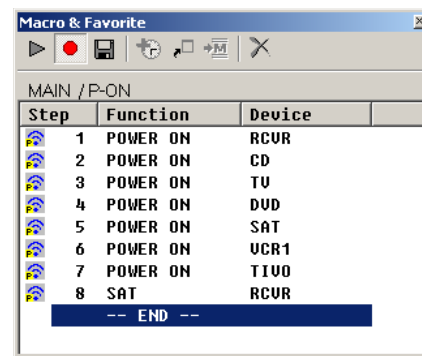 Macro & Favorite
MAIN / P-ON
Step Function Device
1 POWER ON RCVR
2 POWER ON CD
3 POWER ON TV
4 POWER ON DVD
5 POWER ON SAT
6 POWER ON VCR1
7 POWER ON TIVO
8 SAT RCVR
-- END --